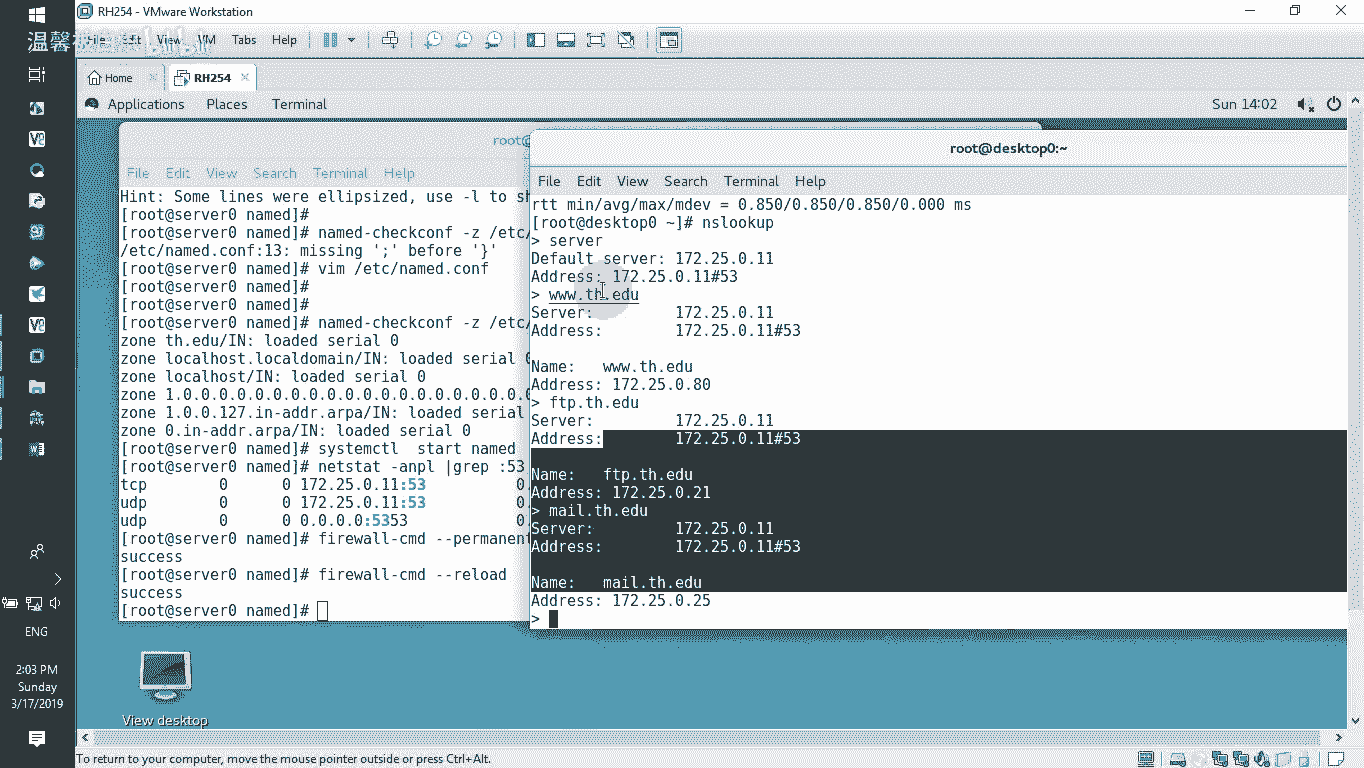 RH254 - VMware Workstation
温馨
File Edit View VM Tabs Help
Home
RH254
Applications Places Terminal
Sun 14:02
root@
File Edit View Search Terminal Help
Hint: Some lines were ellipsized, use -l to sh
[root@server0 named]#
[root@server0 named]# named-checkconf -z /etc/
/etc/named.conf:13: missing ';' before '}'
[root@server0 named]# vim /etc/named.conf
[root@server0 named]#
[root@server0 named]#
[root@server0 named]# named-checkconf -z /etc/
zone th.edu/IN: loaded serial 0
zone localhost.localdomain/IN: loaded serial 0
zone localhost/IN: loaded serial 0
zone 1.0.0.0.0.0.0.0.0.0.0.0.0.0.0.0.0.0.0.0.0.
zone 1.0.0.127.in-addr.arpa/IN: loaded serial
zone 0.in-addr.arpa/IN: loaded serial 0
[root@server0 named]# systemctl  start named
[root@server0 named]# netstat -anpl |grep :53
tcp 0 0 172.25.0.11:53 0.
udp 0 0 172.25.0.11:53 0.
udp 0 0 0.0.0.0:5353 0.
[root@server0 named]# firewall-cmd --permanent
success
[root@server0 named]# firewall-cmd --reload
success
[root@server0 named]#
root@desktop0:~
File Edit View Search Terminal Help
rtt min/avg/max/mdev = 0.850/0.850/0.850/0.000 ms
[root@desktop0 ~]# nslookup
> server
Default server: 172.25.0.11
Address: 172.25.0.11#53
> www.th.edu
Server: 172.25.0.11
Address: 172.25.0.11#53
Name: www.th.edu
Address: 172.25.0.80
> ftp.th.edu
Server: 172.25.0.11
Address: 172.25.0.11#53
Name: ftp.th.edu
Address: 172.25.0.21
> mail.th.edu
Server: 172.25.0.11
Address: 172.25.0.11#53
Name: mail.th.edu
Address: 172.25.0.25
>
View desktop
ENG
2:03 PM
Sunday
3/17/2019
To return to your computer, move the mouse pointer outside or press Ctrl+Alt.